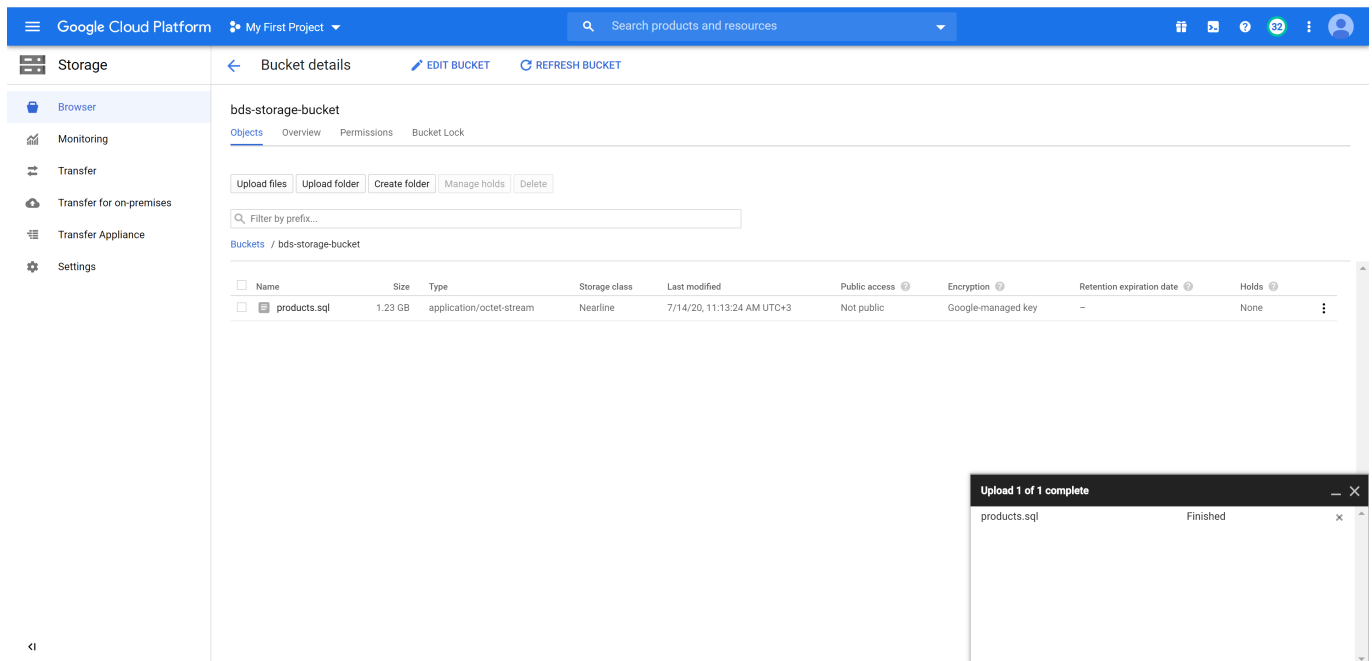 Google Cloud Platform My First Project Search products and resources 32
Storage Bucket details EDIT BUCKET REFRESH BUCKET
Browser
Monitoring
Transfer
Transfer for on-premises
Transfer Appliance
Settings
bds-storage-bucket
Objects Overview Permissions Bucket Lock
Upload files Upload folder Create folder Manage holds Delete
Filter by prefix...
Buckets / bds-storage-bucket
Name Size Type Storage class Last modified Public access ? Encryption ? Retention expiration date ? Holds ?
products.sql 1.23 GB application/octet-stream Nearline 7/14/20, 11:13:24 AM UTC+3 Not public Google-managed key – None
Upload 1 of 1 complete
products.sql Finished